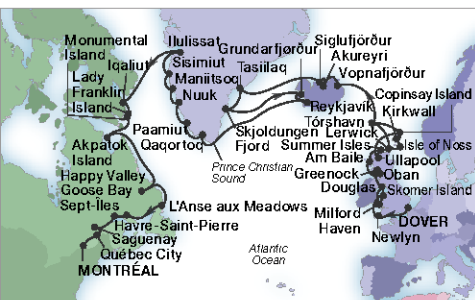 Monumental
Island
Iqaliut
Lady
Franklin
Island
Akpatok
Island
Happy Valley
Goose Bay
Sept-Îles
Havre-Saint-Pierre
Saguenay
Québec City
MONTRÉAL
L'Anse aux Meadows
Ilulissat
Sisimiut
Maniitsoq
Nuuk
Paamiut
Qaqortoq
Prince Christian
Sound
Skjoldungen
Fjord
Tasiilaq
Grundarfjørður
Siglufjörður
Akureyri
Vopnafjörður
Reykjavik
Tórshavn
Lerwick
Summer Isles
Am Baile
Greenock
Douglas
Milford
Haven
Copinsay Island
Kirkwall
Isle of Noss
Ullapool
Oban
Skomer Island
DOVER
Newlyn
Atlantic
Ocean